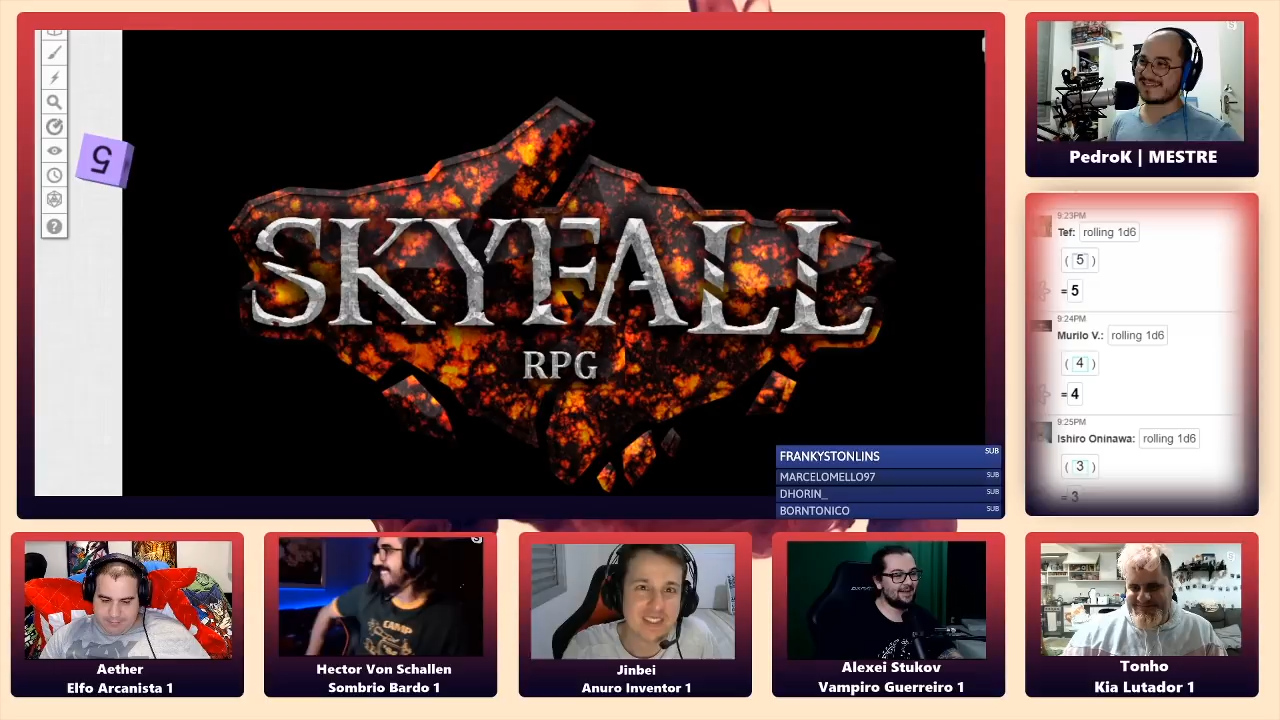 5
?
SKYFALL
RPG
FRANKYSTONLINS SUB
MARCELOMELLO97 SUB
DHORIN_ SUB
BORNTONICO SUB
PedroK | MESTRE
9:23PM
Tef: rolling 1d6
( 5 )
= 5
9:24PM
Murilo V.: rolling 1d6
( 4 )
= 4
9:25PM
Ishiro Oninawa: rolling 1d6
( 3 )
= 3
Aether
Elfo Arcanista 1
CAMP
Hector Von Schallen
Sombrio Bardo 1
Jinbei
Anuro Inventor 1
Alexei Stukov
Vampiro Guerreiro 1
Tonho
Kia Lutador 1